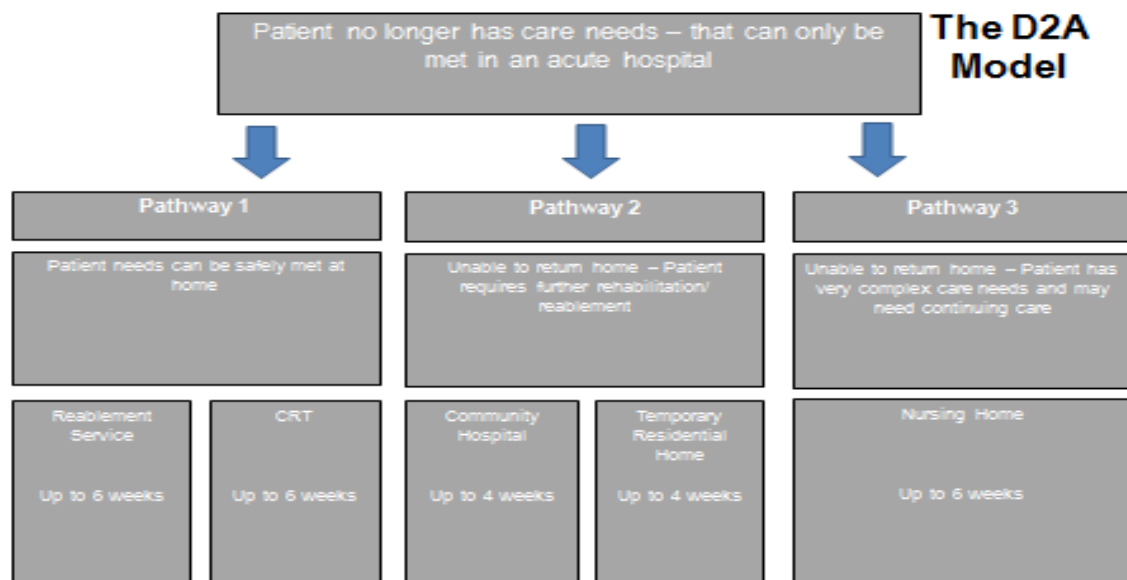 Patient no longer has care needs – that can only be
met in an acute hospital
The D2A
Model
Pathway 1
Patient needs can be safely met at
home
Reablement
Service
Up to 6 weeks
CRT
Up to 6 weeks
Pathway 2
Unable to return home – Patient
requires further rehabilitation/
reablement
Community
Hospital
Up to 4 weeks
Temporary
Residential
Home
Up to 4 weeks
Pathway 3
Unable to return home – Patient has
very complex care needs and may
need continuing care
Nursing Home
Up to 6 weeks